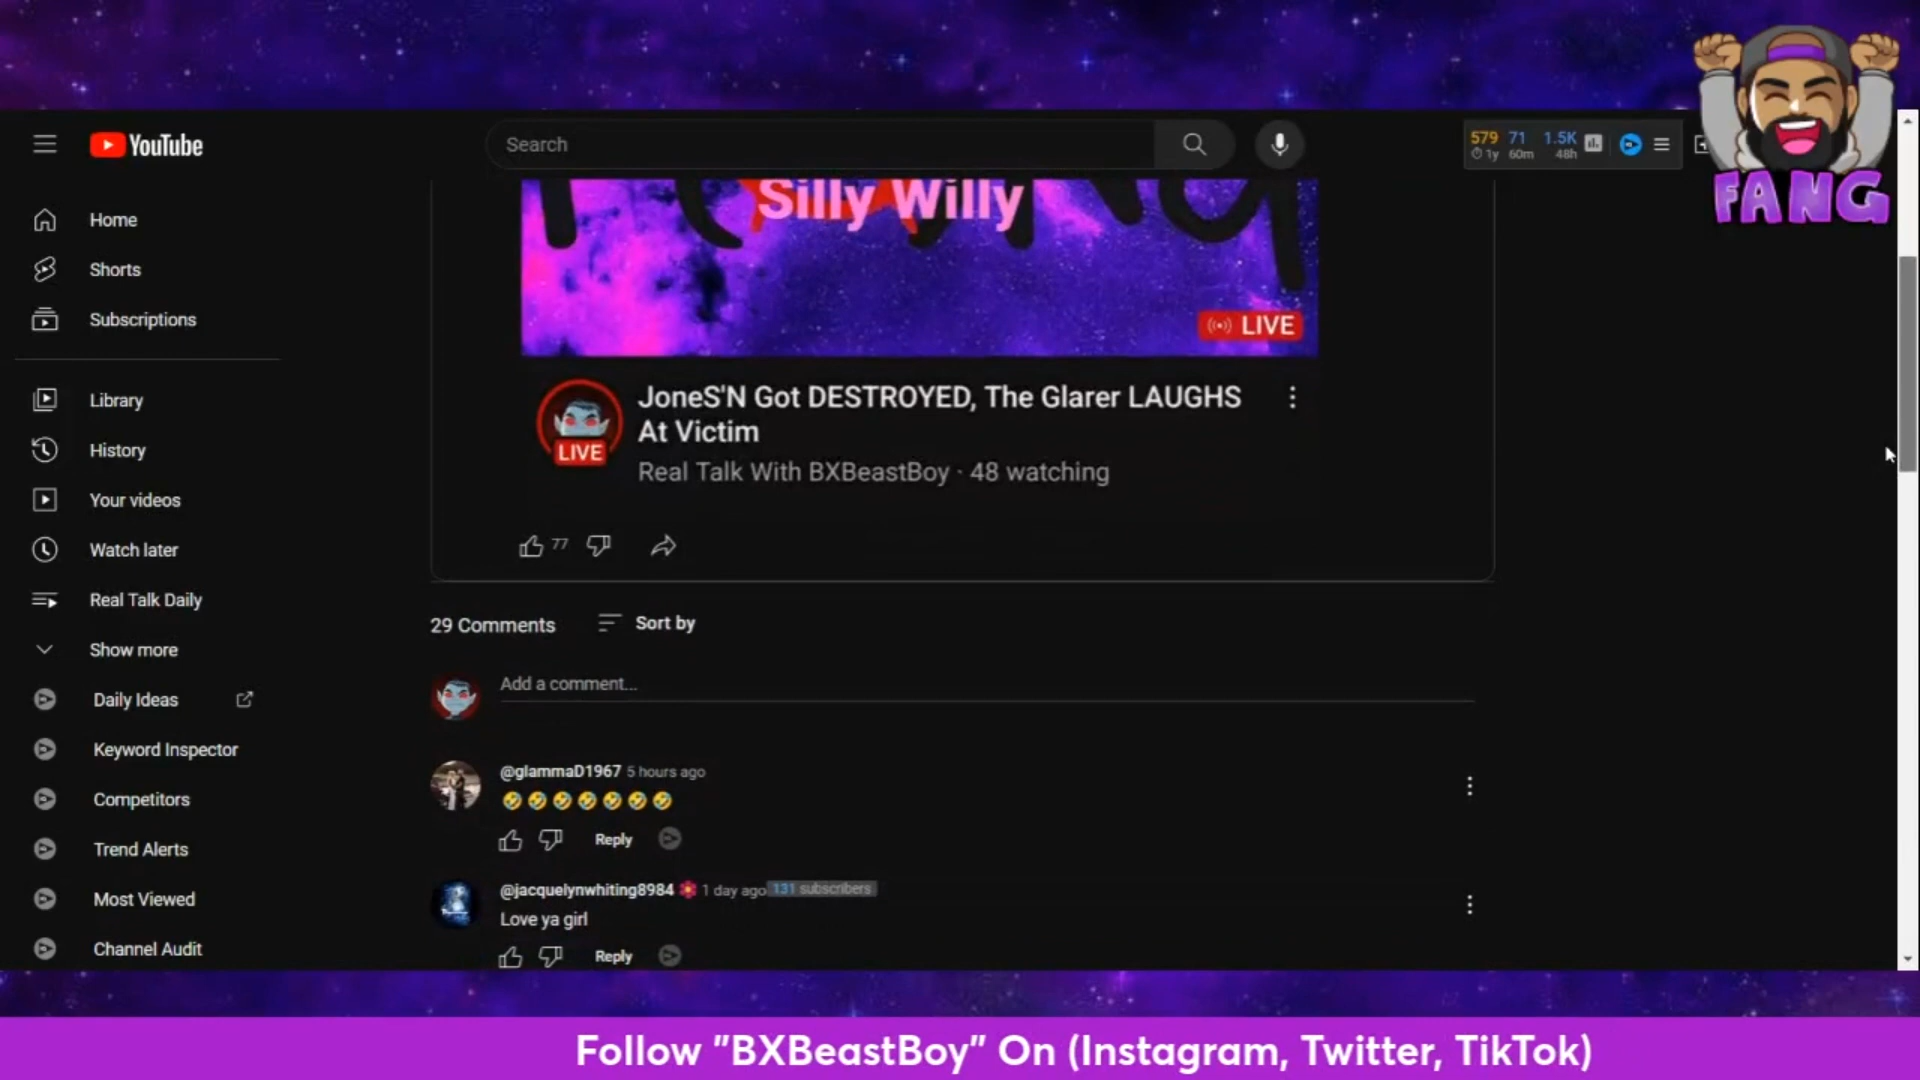 YouTube
Search
579 71 1.5K
1y 60m 48h
FANG
Home
Shorts
Subscriptions
Library
History
Your videos
Watch later
Real Talk Daily
Show more
Daily Ideas
Keyword Inspector
Competitors
Trend Alerts
Most Viewed
Channel Audit
Silly Willy
LIVE
JoneS'N Got DESTROYED, The Glarer LAUGHS
At Victim
LIVE
Real Talk With BXBeastBoy · 48 watching
77
29 Comments Sort by
Add a comment...
@glammaD1967 5 hours ago
🤣🤣🤣🤣🤣🤣🤣
Reply
@jacquelynwhiting8984 1 day ago 131 subscribers
Love ya girl
Reply
Follow "BXBeastBoy" On (Instagram, Twitter, TikTok)